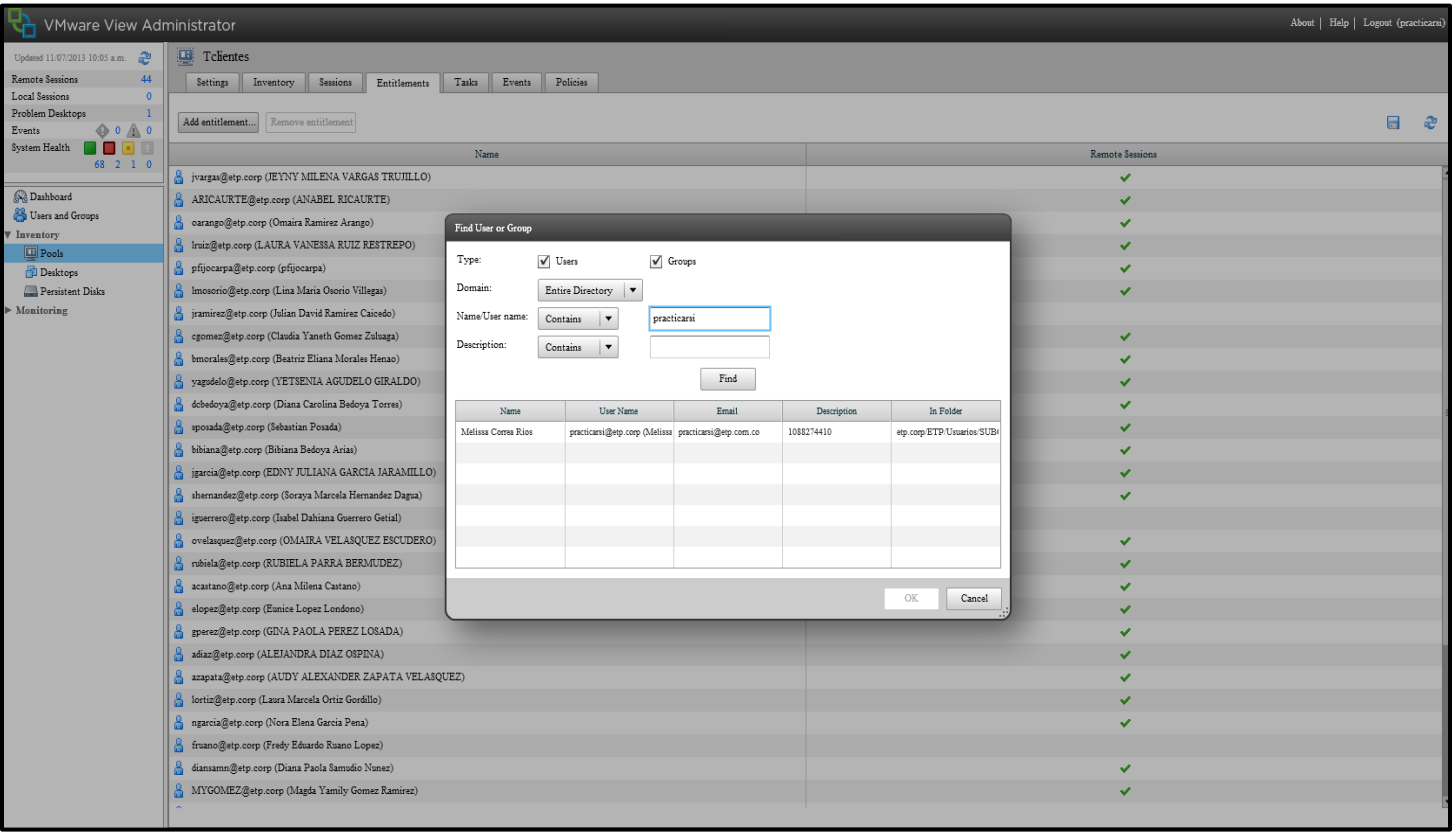 VMware View Administrator
About | Help | Logout (practicarsi)
Updated 11/07/2013 10:05 a.m.
Remote Sessions 44
Local Sessions 0
Problem Desktops 1
Events 0 0
System Health
68 2 1 0
Dashboard
Users and Groups
Inventory
Pools
Desktops
Persistent Disks
Monitoring
Tclientes
Settings Inventory Sessions Entitlements Tasks Events Policies
Add entitlement... Remove entitlement
Name Remote Sessions
jvargas@etp.corp (JEYNY MILENA VARGAS TRUJILLO)
ARICAURTE@etp.corp (ANABEL RICAURTE)
oarango@etp.corp (Omaira Ramirez Arango)
lruiz@etp.corp (LAURA VANESSA RUIZ RESTREPO)
pfijocarpa@etp.corp (pfijocarpa)
lmosorio@etp.corp (Lina Maria Osorio Villegas)
jramirez@etp.corp (Julian David Ramirez Caicedo)
cgomez@etp.corp (Claudia Yaneth Gomez Zuluaga)
bmorales@etp.corp (Beatriz Eliana Morales Henao)
yagudelo@etp.corp (YETSENIA AGUDELO GIRALDO)
dcbedoya@etp.corp (Diana Carolina Bedoya Torres)
sposada@etp.corp (Sebastian Posada)
bibiana@etp.corp (Bibiana Bedoya Arias)
jgarcia@etp.corp (EDNY JULIANA GARCIA JARAMILLO)
shernandez@etp.corp (Soraya Marcela Hernandez Dagua)
iguerrero@etp.corp (Isabel Dahiana Guerrero Getial)
ovelasquez@etp.corp (OMAIRA VELASQUEZ ESCUDERO)
rubiela@etp.corp (RUBIELA PARRA BERMUDEZ)
acastano@etp.corp (Ana Milena Castano)
elopez@etp.corp (Eunice Lopez Londono)
gperez@etp.corp (GINA PAOLA PEREZ LOSADA)
adiaz@etp.corp (ALEJANDRA DIAZ OSPINA)
azapata@etp.corp (AUDY ALEXANDER ZAPATA VELASQUEZ)
lortiz@etp.corp (Laura Marcela Ortiz Gordillo)
ngarcia@etp.corp (Nora Elena Garcia Pena)
fruano@etp.corp (Fredy Eduardo Ruano Lopez)
diansamn@etp.corp (Diana Paola Samudio Nunez)
MYGOMEZ@etp.corp (Magda Yamily Gomez Ramirez)
Find User or Group
Type: Users Groups
Domain: Entire Directory
Name/User name: Contains practicarsi
Description: Contains
Find
Name User Name Email Description In Folder
Melissa Correa Rios practicarsi@etp.corp (Melissa practicarsi@etp.com.co 1088274410 etp.corp/ETP/Usuarios/SUB
OK Cancel